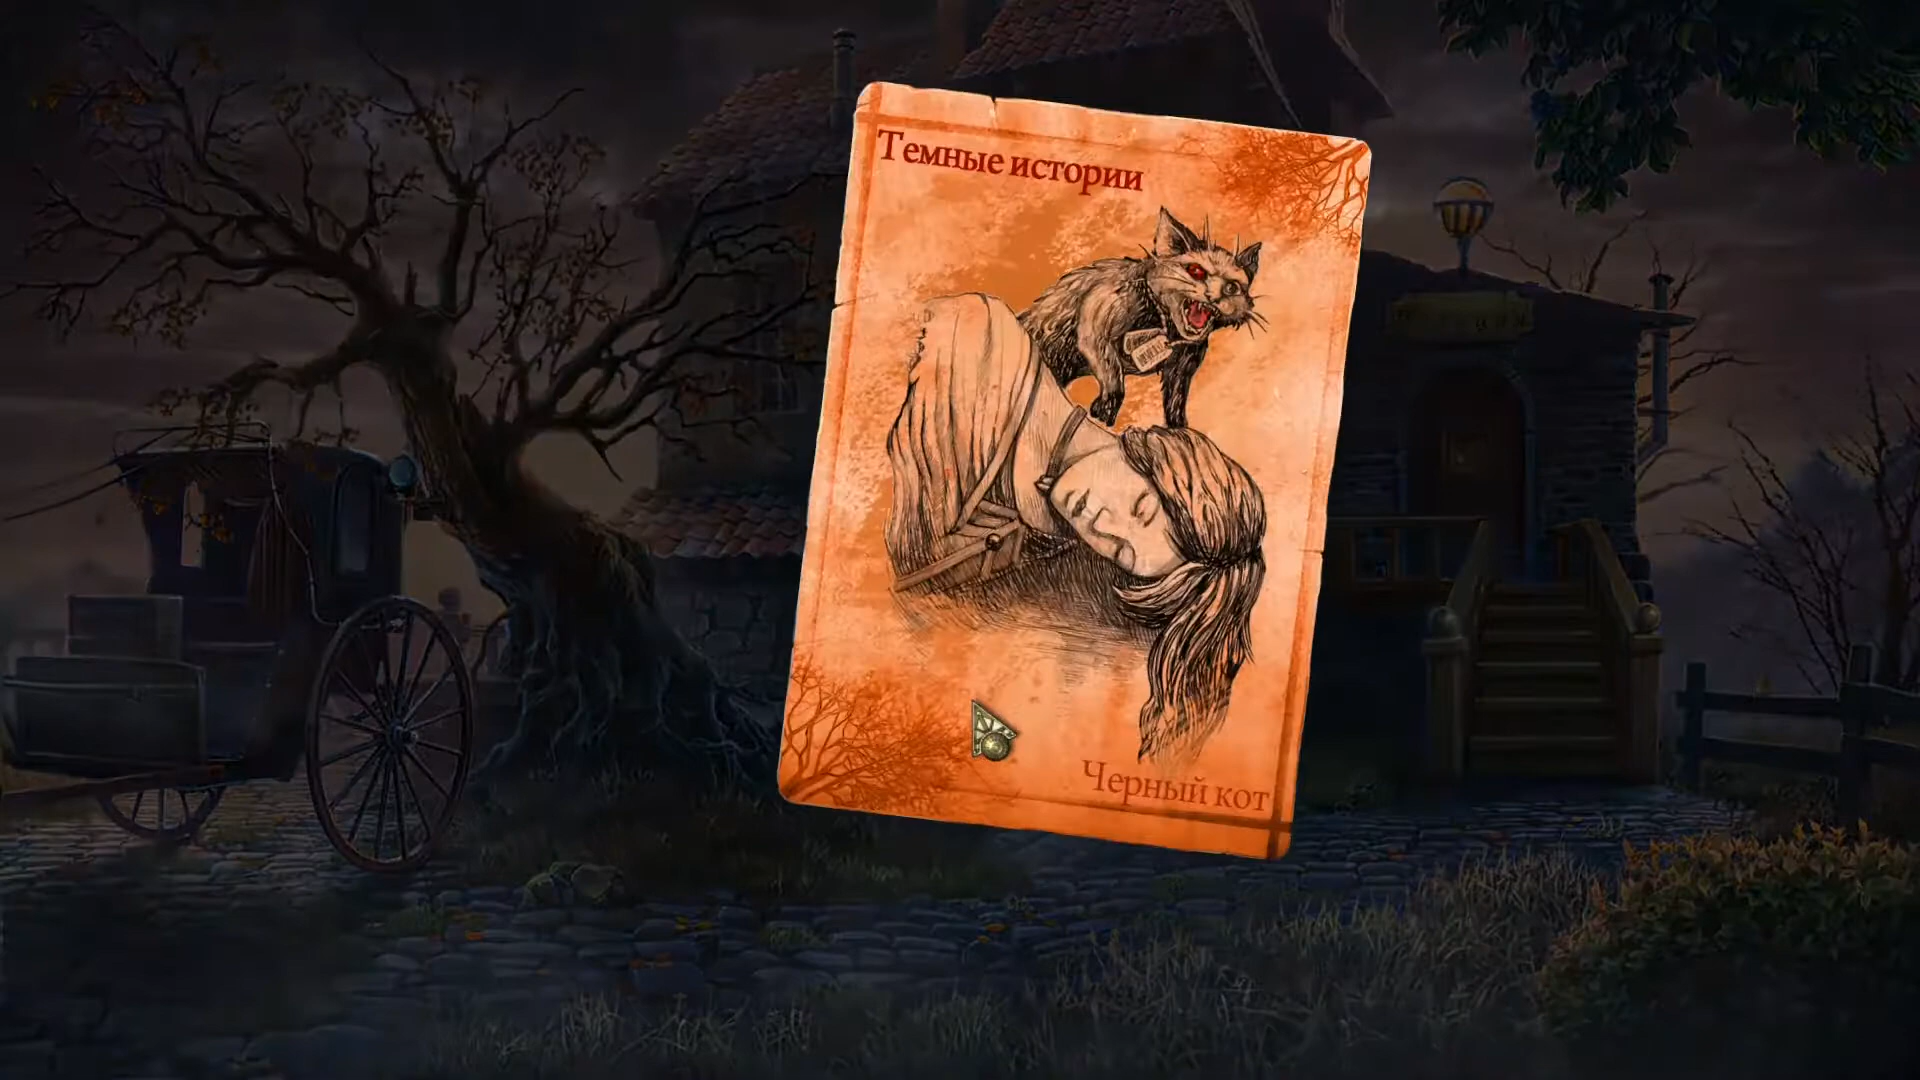 Темные истории
Черный кот